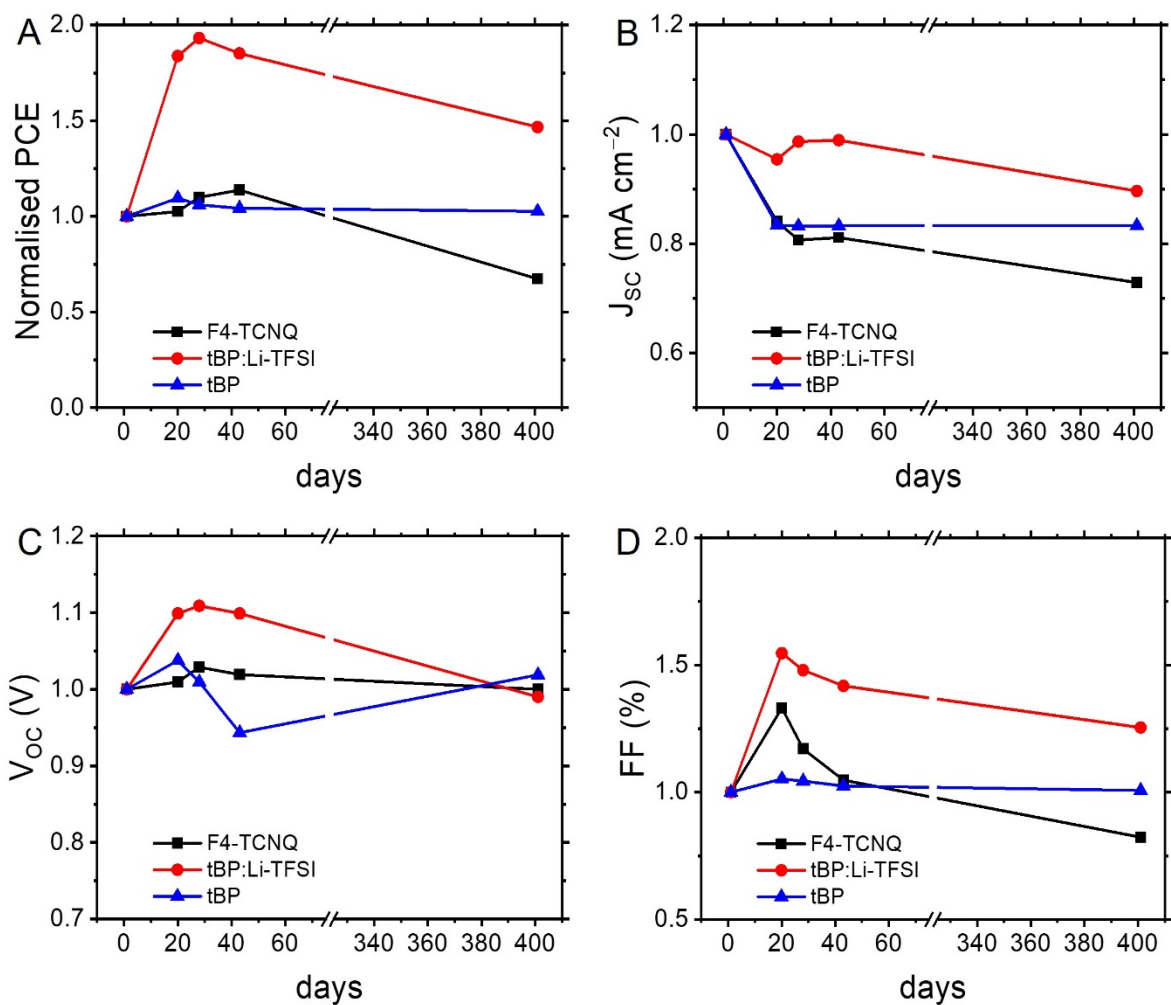 A
Normalised PCE
2.0
1.5
1.0
0.5
0.0
F4-TCNQ
tBP:Li-TFSI
tBP
0 20 40 60 340 360 380 400
days
B
J_SC (mA cm⁻²)
1.2
1.0
0.8
0.6
F4-TCNQ
tBP:Li-TFSI
tBP
0 20 40 60 340 360 380 400
days
C
V_OC (V)
1.2
1.1
1.0
0.9
0.8
0.7
F4-TCNQ
tBP:Li-TFSI
tBP
0 20 40 60 340 360 380 400
days
D
FF (%)
2.0
1.5
1.0
0.5
F4-TCNQ
tBP:Li-TFSI
tBP
0 20 40 60 340 360 380 400
days